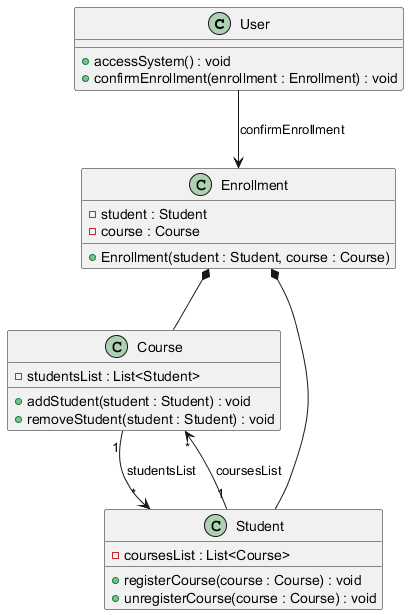 C User
accessSystem() : void
confirmEnrollment(enrollment : Enrollment) : void
confirmEnrollment
C Enrollment
student : Student
course : Course
Enrollment(student : Student, course : Course)
C Course
studentsList : List<Student>
addStudent(student : Student) : void
removeStudent(student : Student) : void
1
*
studentsList
coursesList
*
1
C Student
coursesList : List<Course>
registerCourse(course : Course) : void
unregisterCourse(course : Course) : void